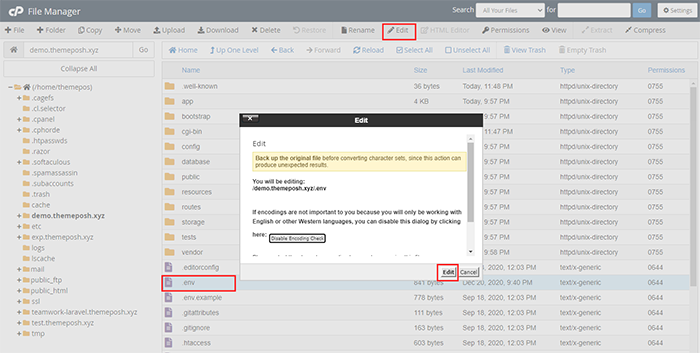 cP File Manager
Search All Your Files for Go Settings
File Folder Copy Move Upload Download Delete Restore Rename Edit HTML Editor Permissions View Extract Compress
demo.themeposh.xyz Go
Home Up One Level Back Forward Reload Select All Unselect All View Trash Empty Trash
Collapse All
Name Size Last Modified Type Permissions
(/home/themepos)
.cagefs
.cl.selector
.cpanel
.cphorde
.htpasswds
.razor
.softaculous
.spamassassin
.subaccounts
.trash
cache
demo.themeposh.xyz
etc
exp.themeposh.xyz
logs
lscache
mail
public_ftp
public_html
ssl
teamwork-laravel.themeposh.xyz
test.themeposh.xyz
tmp
.well-known 36 bytes Today, 11:48 PM httpd/unix-directory 0755
app 4 KB Today, 9:57 PM httpd/unix-directory 0755
bootstrap 9:57 PM httpd/unix-directory 0755
cgi-bin 11:47 PM httpd/unix-directory 0755
config 9:57 PM httpd/unix-directory 0755
database 9:57 PM httpd/unix-directory 0755
public 9:57 PM httpd/unix-directory 0755
resources 9:57 PM httpd/unix-directory 0755
routes 9:57 PM httpd/unix-directory 0755
storage 9:57 PM httpd/unix-directory 0755
tests 9:57 PM httpd/unix-directory 0755
vendor 9:58 PM httpd/unix-directory 0755
.editorconfig 2020, 12:03 PM text/x-generic 0644
.env 841 bytes Dec 20, 2020, 9:40 PM text/x-generic 0644
.env.example 778 bytes Sep 18, 2020, 12:03 PM text/x-generic 0644
.gitattributes 111 bytes Sep 18, 2020, 12:03 PM text/x-generic 0644
.gitignore 163 bytes Sep 18, 2020, 12:03 PM text/x-generic 0644
.htaccess 603 bytes Sep 18, 2020, 12:03 PM text/x-generic 0644
Edit
Edit
Back up the original file before converting character sets, since this action can
produce unexpected results.
You will be editing:
/demo.themeposh.xyz/.env
If encodings are not important to you because you will only be working with
English or other Western languages, you can disable this dialog by clicking
here: Disable Encoding Check
Edit Cancel